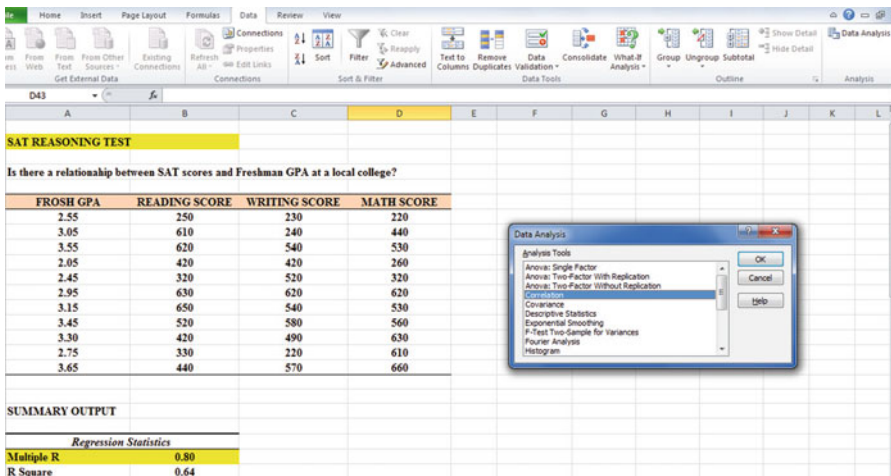 Home Insert Page Layout Formulas Data Review View
From Web From Text From Other Sources Existing Connections Refresh All Connections Properties Edit Links Sort Filter Clear Reapply Advanced Text to Columns Remove Duplicates Data Validation Consolidate What-If Analysis Group Ungroup Subtotal Show Detail Hide Detail Data Analysis
Get External Data Connections Sort & Filter Data Tools Outline Analysis
D43 fx
A B C D E F G H I J K L
SAT REASONING TEST
Is there a relationahip between SAT scores and Freshman GPA at a local college?
FROSH GPA READING SCORE WRITING SCORE MATH SCORE
2.55 250 230 220
3.05 610 240 440
3.55 620 540 530
2.05 420 420 260
2.45 320 520 320
2.95 630 620 620
3.15 650 540 530
3.45 520 580 560
3.30 420 490 630
2.75 330 220 610
3.65 440 570 660
Data Analysis
Analysis Tools
Anova: Single Factor
Anova: Two-Factor With Replication
Anova: Two-Factor Without Replication
Correlation
Covariance
Descriptive Statistics
Exponential Smoothing
F-Test Two-Sample for Variances
Fourier Analysis
Histogram
OK
Cancel
Help
SUMMARY OUTPUT
Regression Statistics
Multiple R 0.80
R Square 0.64